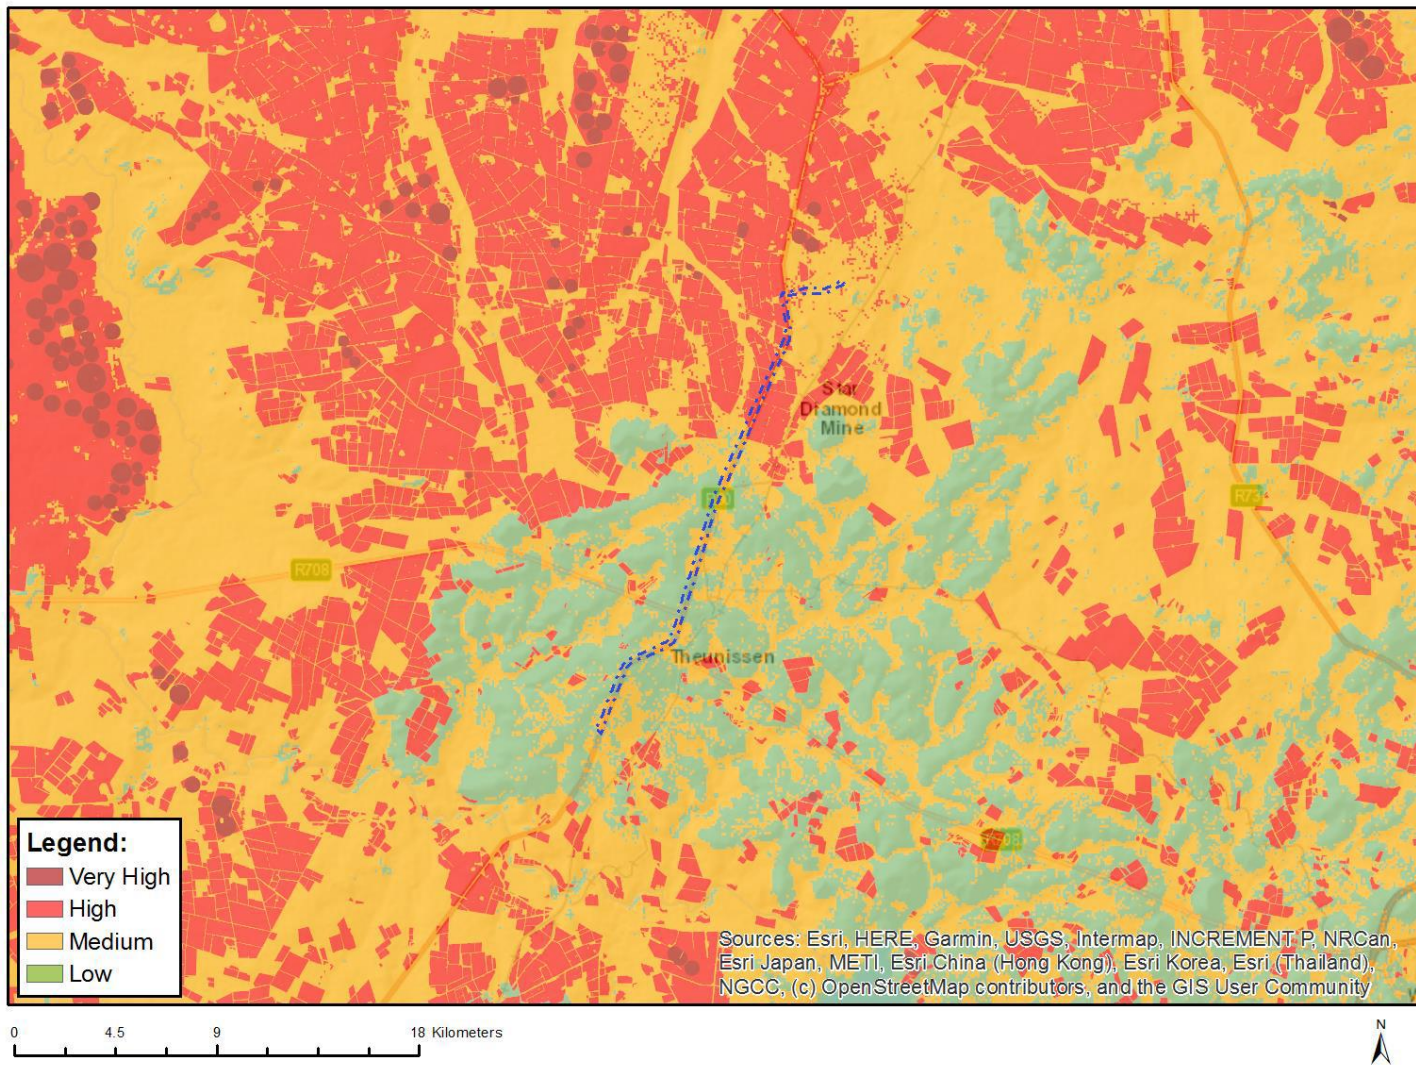 Star
Diamond
Mine
R73
R708
Theunissen
Legend:
Very High
High
Medium
Low
Sources: Esri, HERE, Garmin, USGS, Intermap, INCREMENT P, NRCan,
Esri Japan, METI, Esri China (Hong Kong), Esri Korea, Esri (Thailand),
NGCC, (c) OpenStreetMap contributors, and the GIS User Community
0 4.5 9 18 Kilometers
N